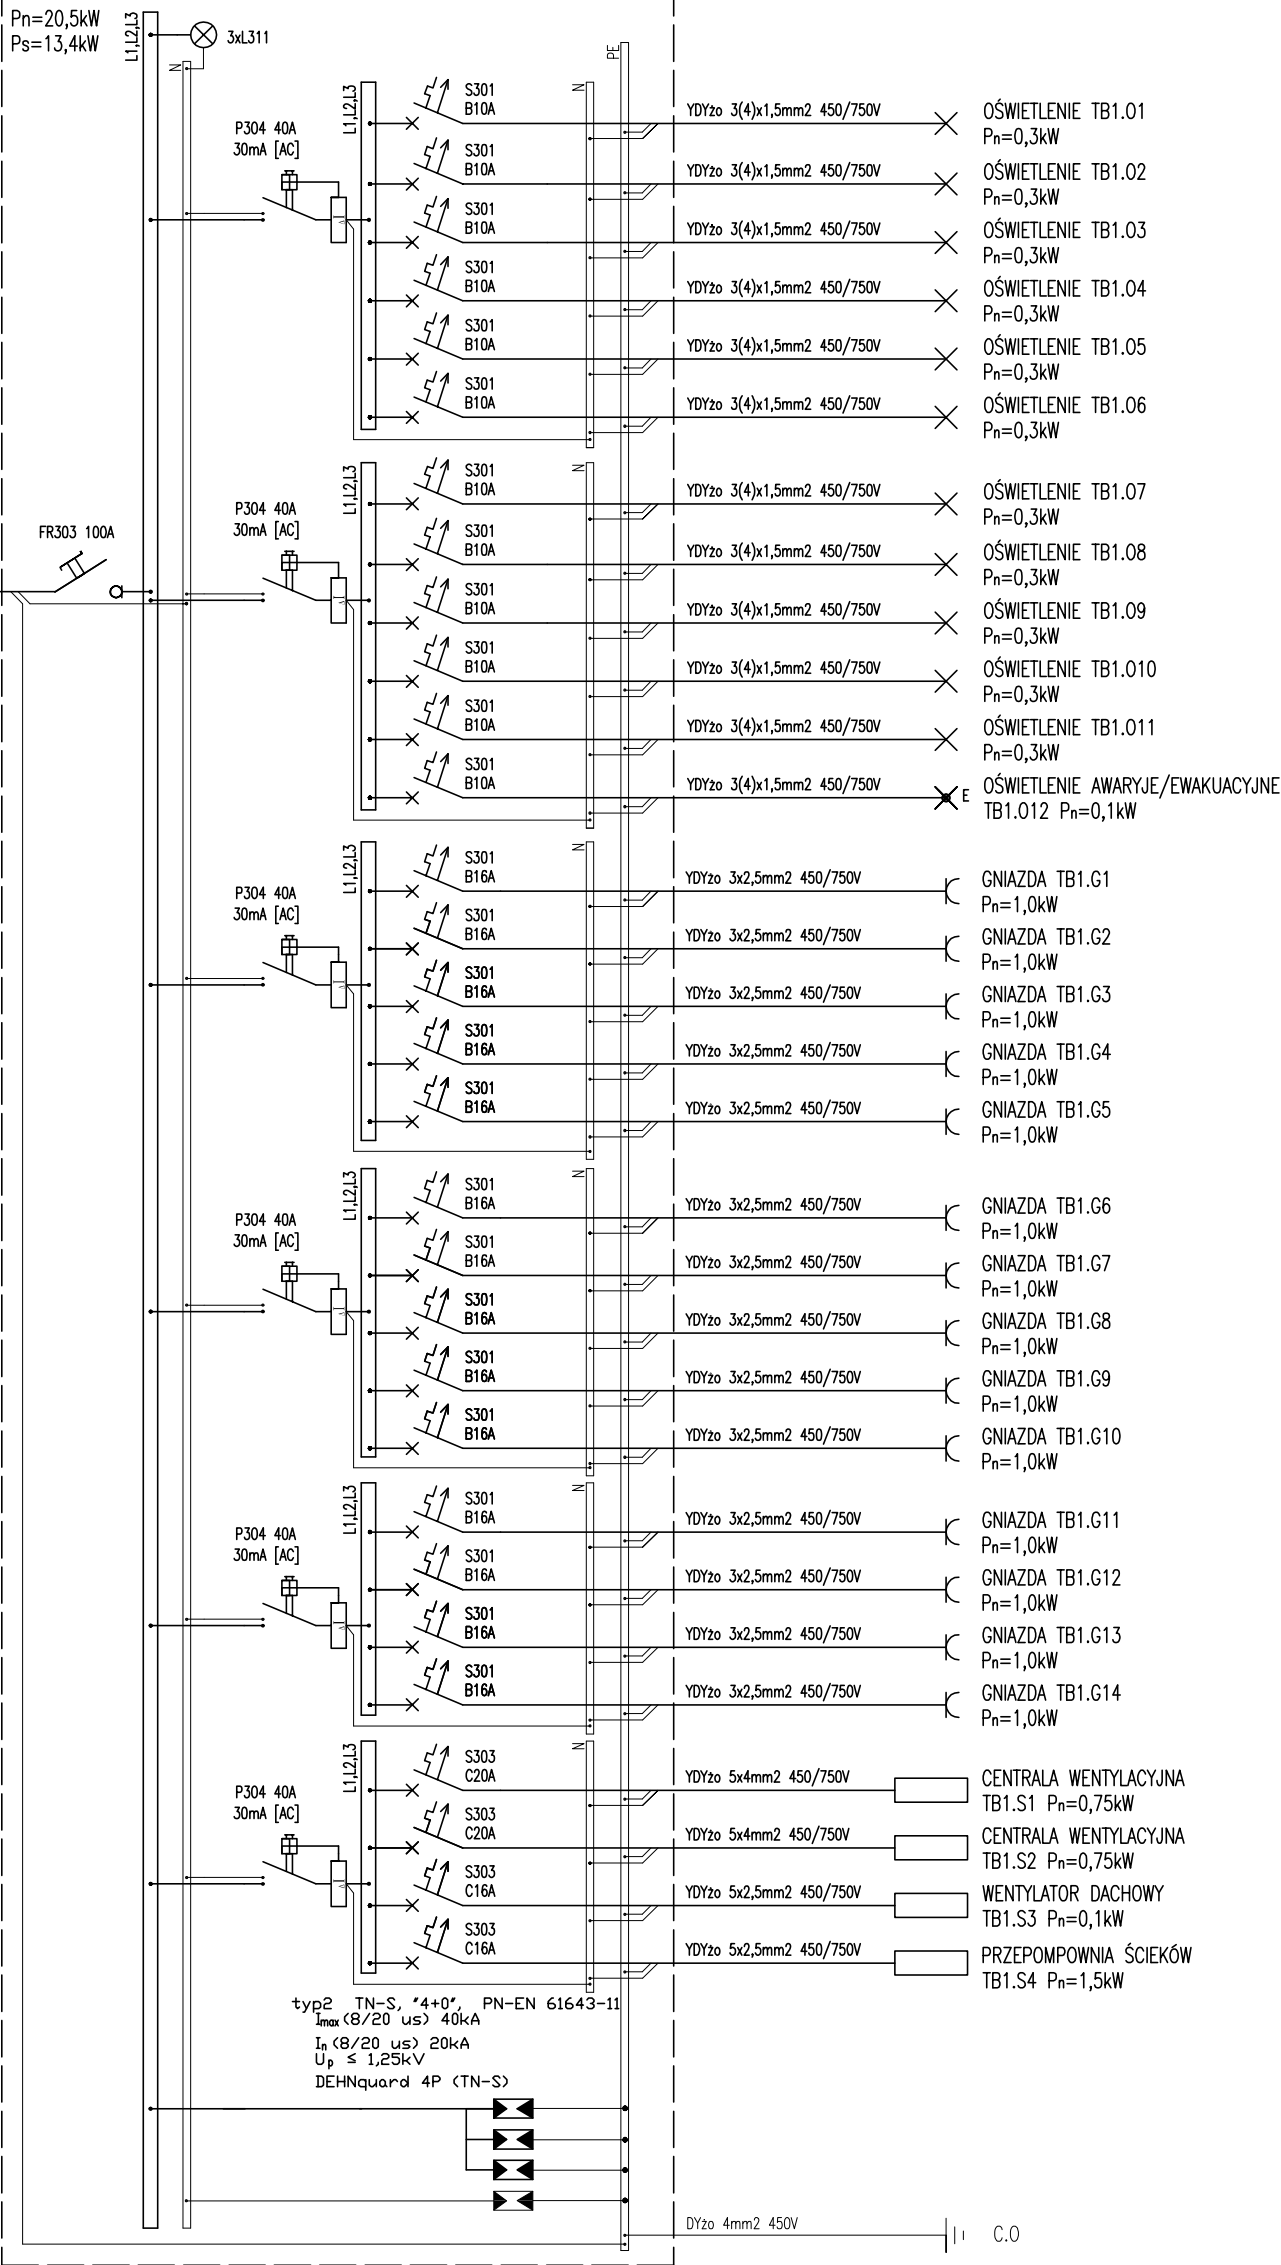 Pn=20,5kW
Ps=13,4kW
L1,L2,L3
N
3xL311
PE
FR303 100A
P304 40A
30mA [AC]
L1,L2,L3
N
S301
B10A
YDYżo 3(4)x1,5mm2 450/750V
OŚWIETLENIE TB1.O1
Pn=0,3kW
S301
B10A
YDYżo 3(4)x1,5mm2 450/750V
OŚWIETLENIE TB1.O2
Pn=0,3kW
S301
B10A
YDYżo 3(4)x1,5mm2 450/750V
OŚWIETLENIE TB1.O3
Pn=0,3kW
S301
B10A
YDYżo 3(4)x1,5mm2 450/750V
OŚWIETLENIE TB1.O4
Pn=0,3kW
S301
B10A
YDYżo 3(4)x1,5mm2 450/750V
OŚWIETLENIE TB1.O5
Pn=0,3kW
S301
B10A
YDYżo 3(4)x1,5mm2 450/750V
OŚWIETLENIE TB1.O6
Pn=0,3kW
P304 40A
30mA [AC]
L1,L2,L3
N
S301
B10A
YDYżo 3(4)x1,5mm2 450/750V
OŚWIETLENIE TB1.O7
Pn=0,3kW
S301
B10A
YDYżo 3(4)x1,5mm2 450/750V
OŚWIETLENIE TB1.O8
Pn=0,3kW
S301
B10A
YDYżo 3(4)x1,5mm2 450/750V
OŚWIETLENIE TB1.O9
Pn=0,3kW
S301
B10A
YDYżo 3(4)x1,5mm2 450/750V
OŚWIETLENIE TB1.O10
Pn=0,3kW
S301
B10A
YDYżo 3(4)x1,5mm2 450/750V
OŚWIETLENIE TB1.O11
Pn=0,3kW
S301
B10A
YDYżo 3(4)x1,5mm2 450/750V
E
OŚWIETLENIE AWARYJE/EWAKUACYJNE
TB1.O12 Pn=0,1kW
P304 40A
30mA [AC]
L1,L2,L3
N
S301
B16A
YDYżo 3x2,5mm2 450/750V
GNIAZDA TB1.G1
Pn=1,0kW
S301
B16A
YDYżo 3x2,5mm2 450/750V
GNIAZDA TB1.G2
Pn=1,0kW
S301
B16A
YDYżo 3x2,5mm2 450/750V
GNIAZDA TB1.G3
Pn=1,0kW
S301
B16A
YDYżo 3x2,5mm2 450/750V
GNIAZDA TB1.G4
Pn=1,0kW
S301
B16A
YDYżo 3x2,5mm2 450/750V
GNIAZDA TB1.G5
Pn=1,0kW
P304 40A
30mA [AC]
L1,L2,L3
N
S301
B16A
YDYżo 3x2,5mm2 450/750V
GNIAZDA TB1.G6
Pn=1,0kW
S301
B16A
YDYżo 3x2,5mm2 450/750V
GNIAZDA TB1.G7
Pn=1,0kW
S301
B16A
YDYżo 3x2,5mm2 450/750V
GNIAZDA TB1.G8
Pn=1,0kW
S301
B16A
YDYżo 3x2,5mm2 450/750V
GNIAZDA TB1.G9
Pn=1,0kW
S301
B16A
YDYżo 3x2,5mm2 450/750V
GNIAZDA TB1.G10
Pn=1,0kW
P304 40A
30mA [AC]
L1,L2,L3
N
S301
B16A
YDYżo 3x2,5mm2 450/750V
GNIAZDA TB1.G11
Pn=1,0kW
S301
B16A
YDYżo 3x2,5mm2 450/750V
GNIAZDA TB1.G12
Pn=1,0kW
S301
B16A
YDYżo 3x2,5mm2 450/750V
GNIAZDA TB1.G13
Pn=1,0kW
S301
B16A
YDYżo 3x2,5mm2 450/750V
GNIAZDA TB1.G14
Pn=1,0kW
P304 40A
30mA [AC]
L1,L2,L3
N
S303
C20A
YDYżo 5x4mm2 450/750V
CENTRALA WENTYLACYJNA
TB1.S1 Pn=0,75kW
S303
C20A
YDYżo 5x4mm2 450/750V
CENTRALA WENTYLACYJNA
TB1.S2 Pn=0,75kW
S303
C16A
YDYżo 5x2,5mm2 450/750V
WENTYLATOR DACHOWY
TB1.S3 Pn=0,1kW
S303
C16A
YDYżo 5x2,5mm2 450/750V
PRZEPOMPOWNIA ŚCIEKÓW
TB1.S4 Pn=1,5kW
typ2 TN-S, "4+0", PN-EN 61643-11
Imax (8/20 us) 40kA
In (8/20 us) 20kA
Up ≤ 1,25kV
DEHNquard 4P (TN-S)
DYżo 4mm2 450V
C.O